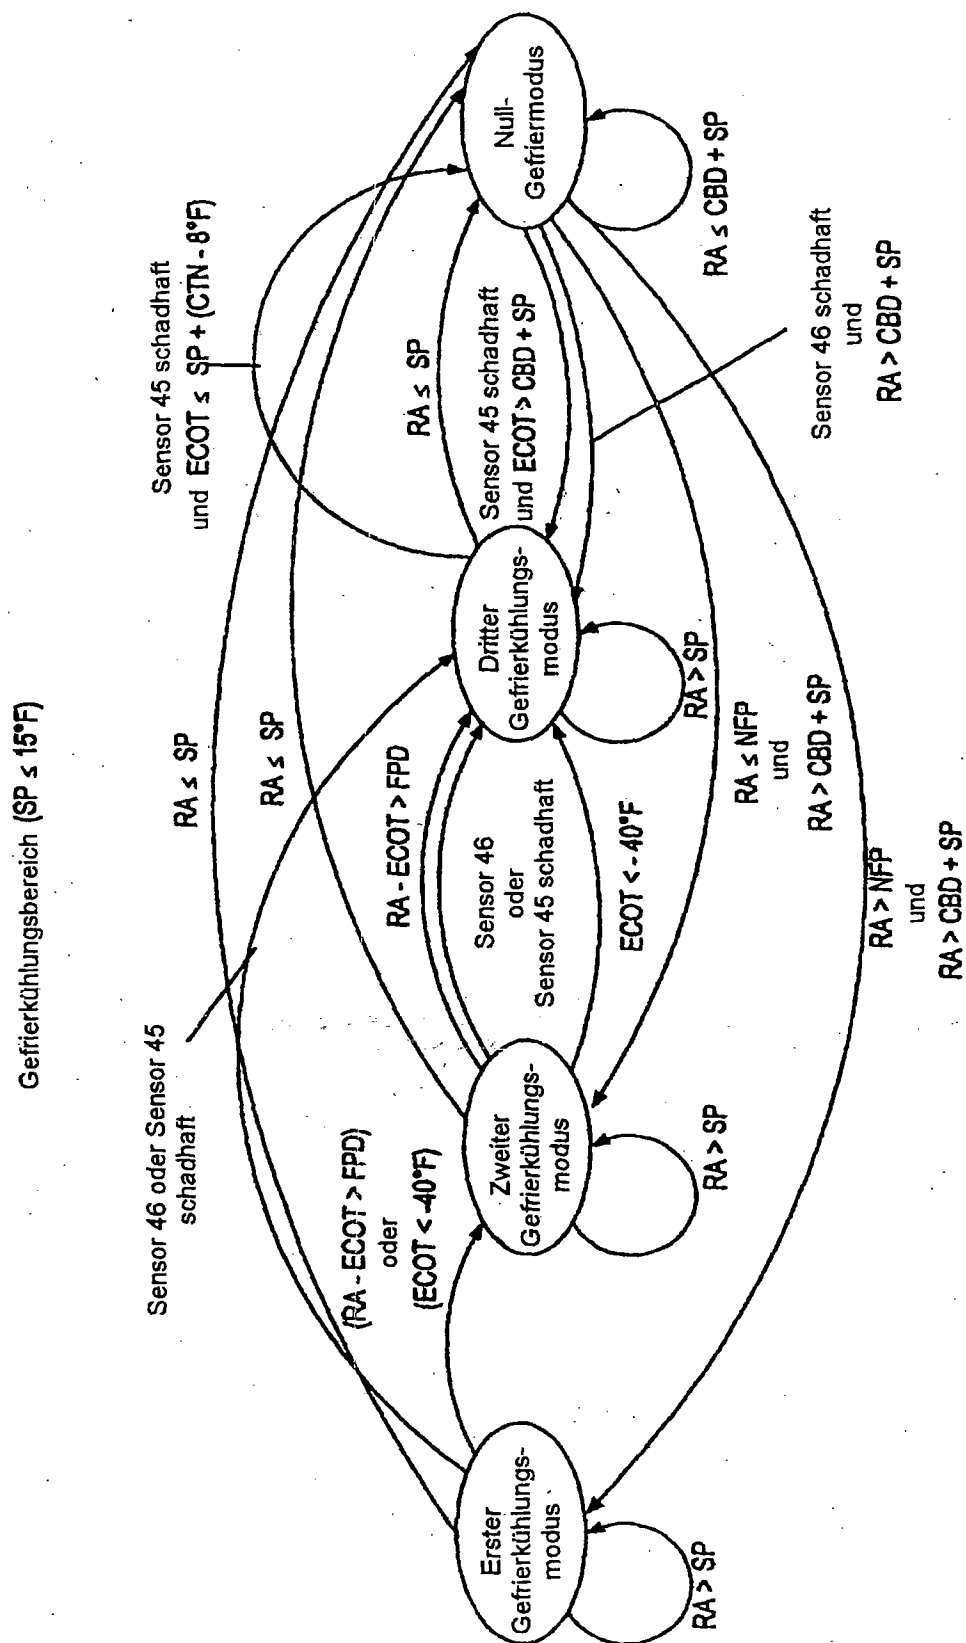 Gefrierkühlungsbereich (SP ≤ 15°F)
Sensor 46 oder Sensor 45
schadhaft
Sensor 45 schadhaft
und ECOT ≤ SP + (CTN - 8°F)
RA ≤ SP
RA ≤ SP
(RA - ECOT > FPD)
oder
(ECOT < -40°F)
RA - ECOT > FPD
RA ≤ SP
Sensor 46
oder
Sensor 45 schadhaft
Sensor 45 schadhaft
und ECOT > CBD + SP
Erster
Gefrierkühlungs-
modus
Zweiter
Gefrierkühlungs-
modus
Dritter
Gefrierkühlungs-
modus
Null-
Gefriermodus
ECOT < -40°F
RA > SP
RA > SP
RA > SP
RA ≤ CBD + SP
RA ≤ NFP
und
RA > CBD + SP
Sensor 46 schadhaft
und
RA > CBD + SP
RA > NFP
und
RA > CBD + SP